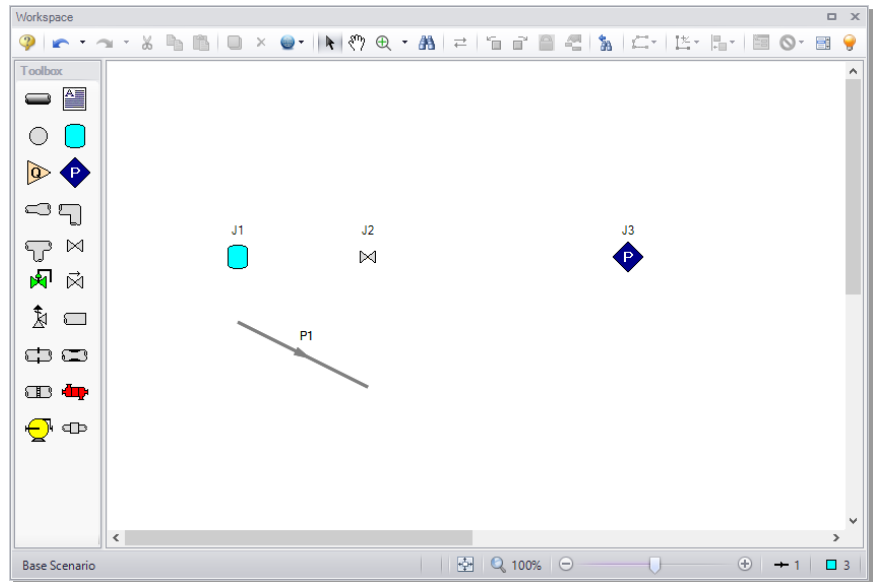 Workspace
Toolbox
A
Q P
J1 J2 J3
P
P1
Base Scenario 100% 1 3